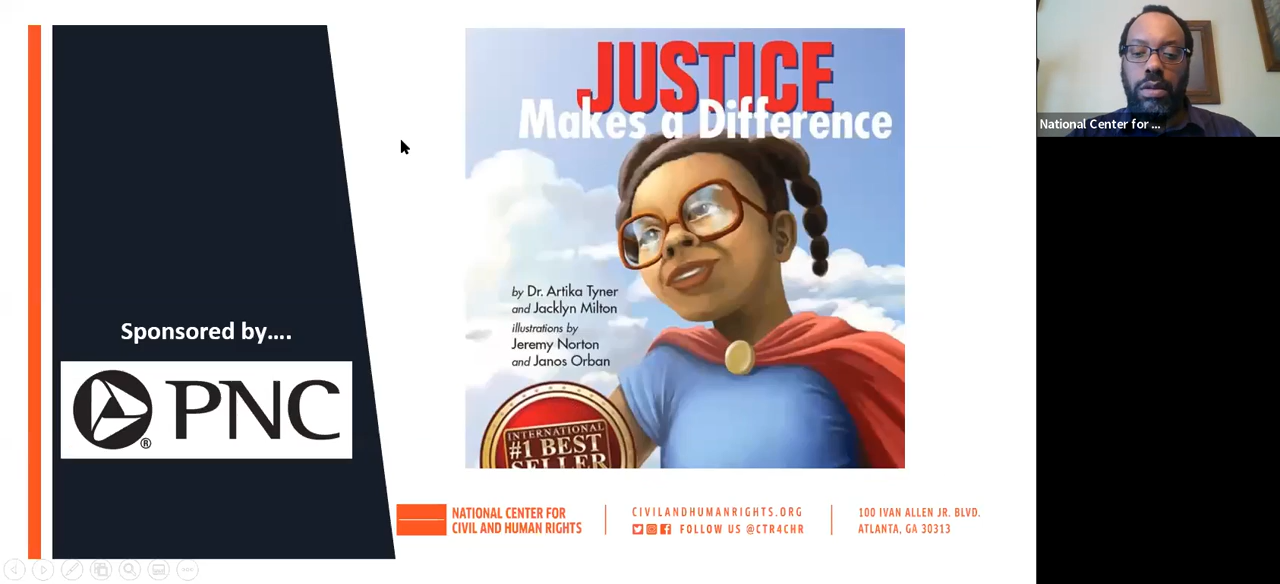 Sponsored by....
PNC
®
JUSTICE
Makes a Difference
by Dr. Artika Tyner
and Jacklyn Milton
illustrations by
Jeremy Norton
and Janos Orban
INTERNATIONAL
#1 BEST
SELLER
NATIONAL CENTER FOR
CIVIL AND HUMAN RIGHTS
CIVILANDHUMANRIGHTS.ORG
FOLLOW US @CTR4CHR
100 IVAN ALLEN JR. BLVD.
ATLANTA, GA 30313
National Center for ...